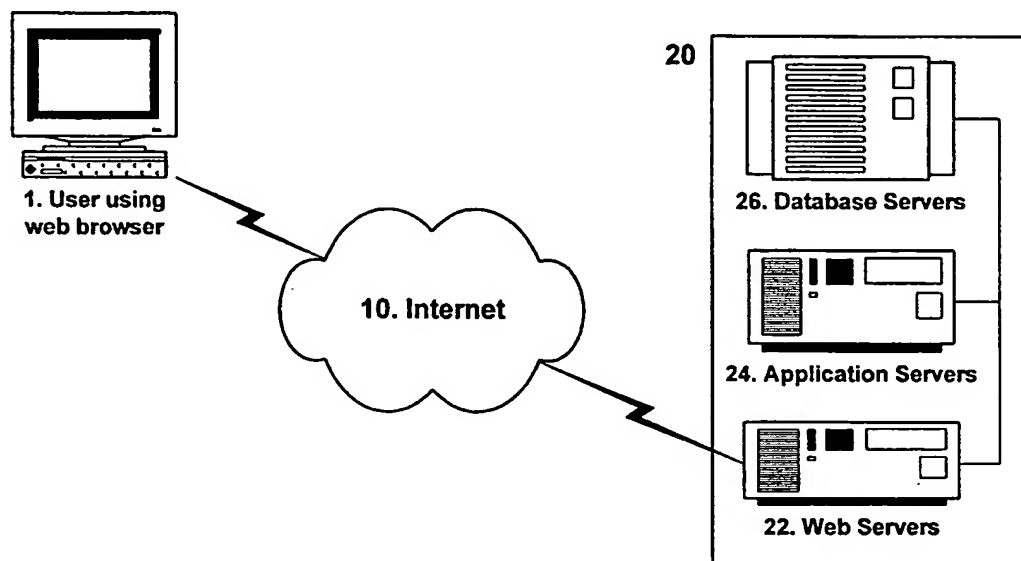 20
1. User using
web browser
26. Database Servers
10. Internet
24. Application Servers
22. Web Servers